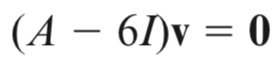 (A − 6I)v = 0